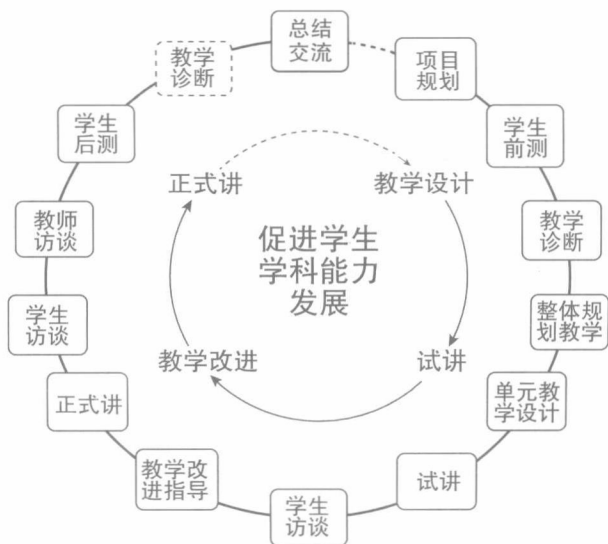 总结
交流
项目
规划
学生
前测
教学
诊断
整体规
划教学
单元教
学设计
试讲
学生
访谈
教学改
进指导
正式讲
学生
访谈
教师
访谈
学生
后测
教学
诊断
正式讲
教学设计
试讲
教学改进
促进学生
学科能力
发展